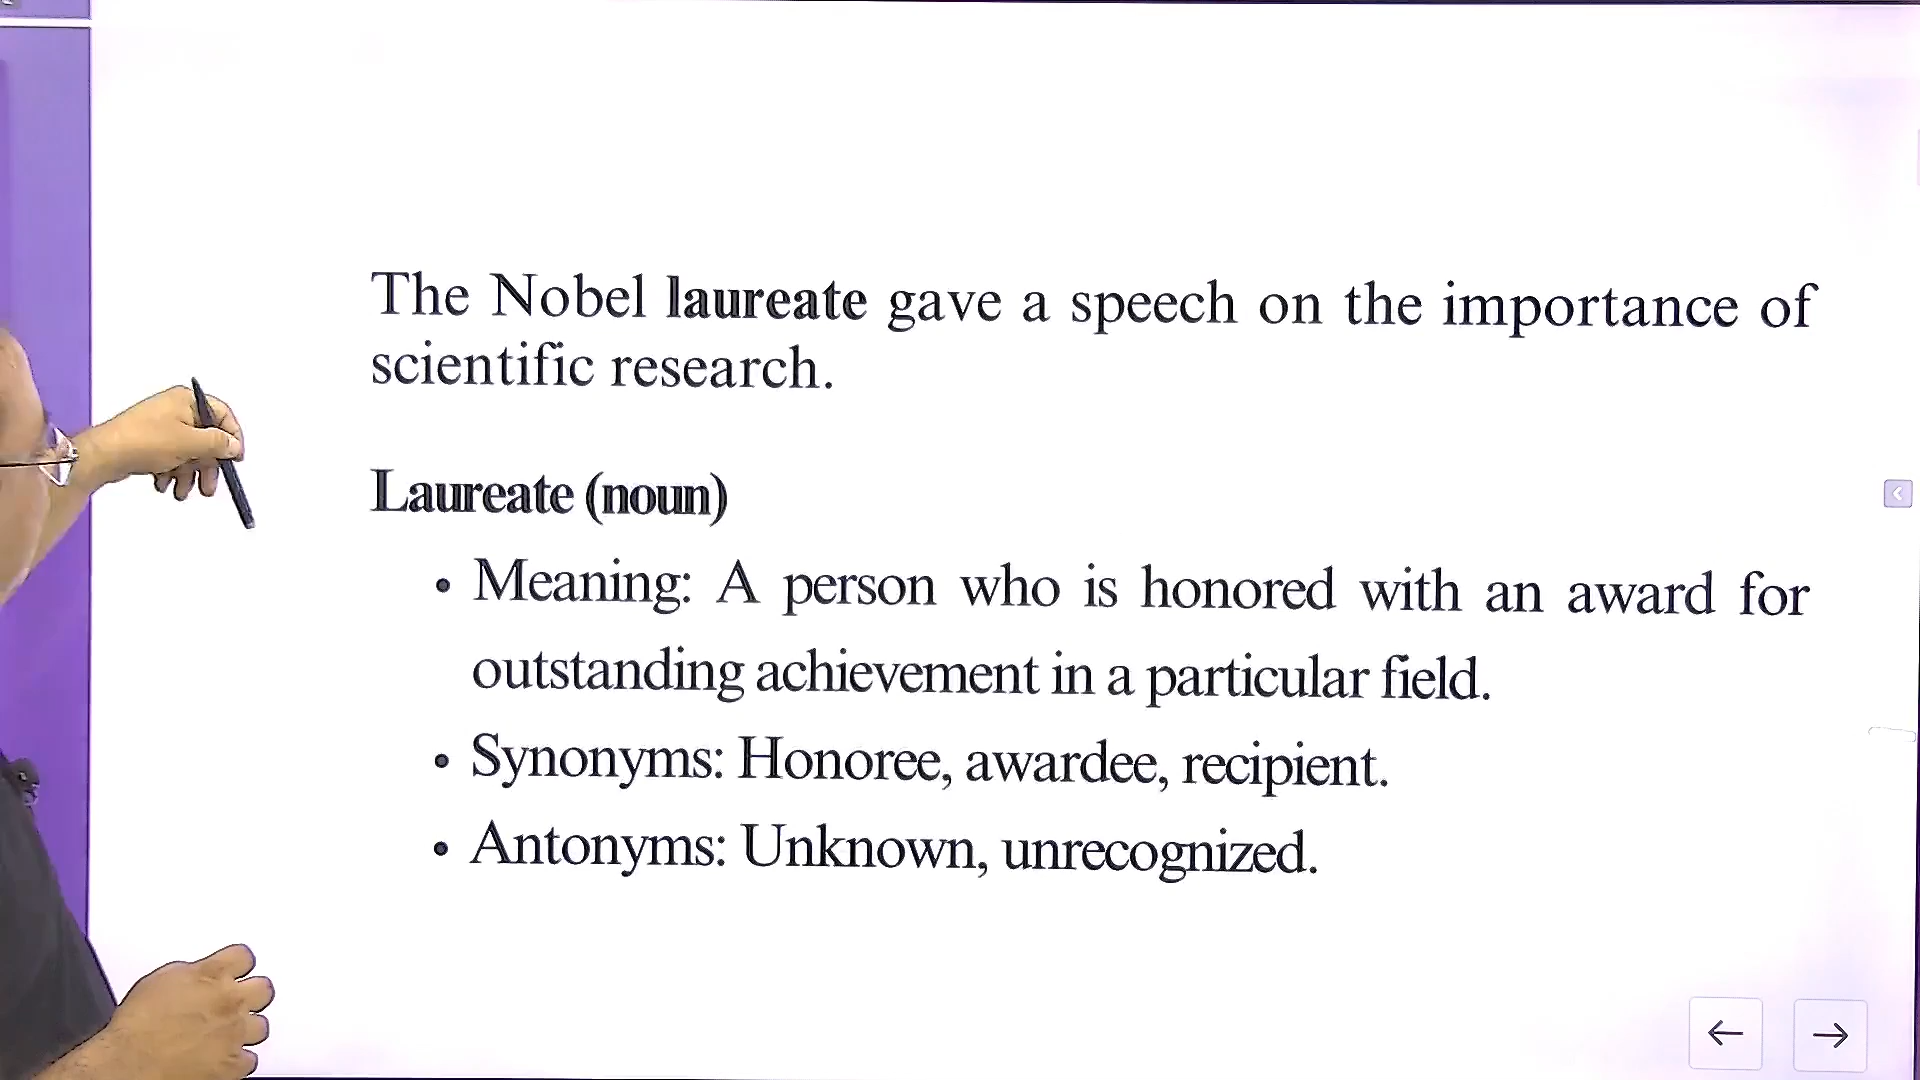 The Nobel laureate gave a speech on the importance of
scientific research.
Laureate (noun)
• Meaning: A person who is honored with an award for
outstanding achievement in a particular field.
• Synonyms: Honoree, awardee, recipient.
• Antonyms: Unknown, unrecognized.